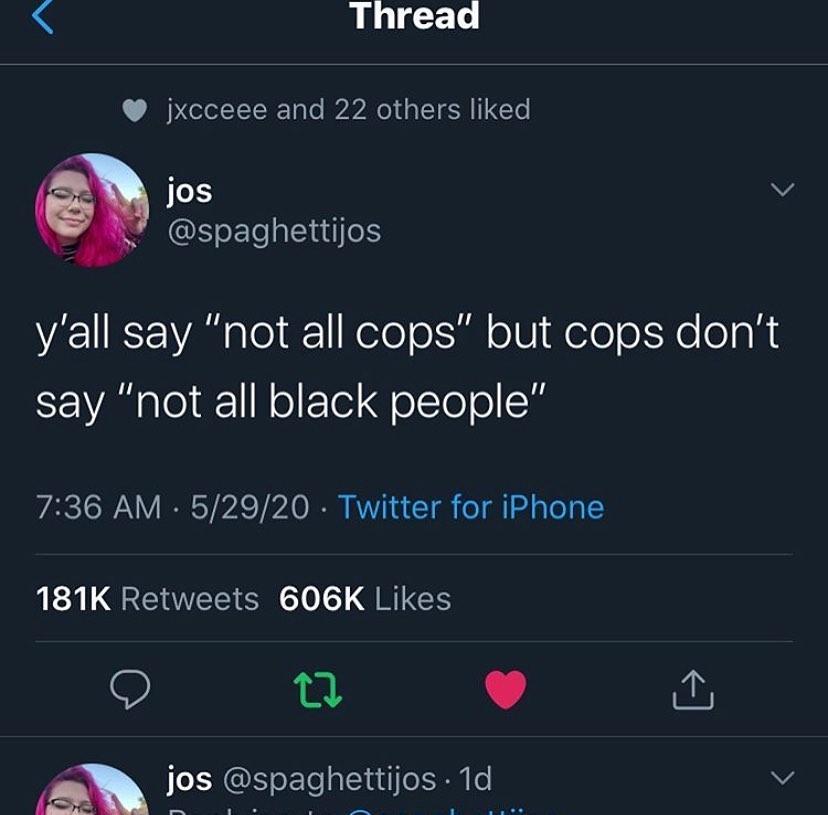 Thread
jxcceee and 22 others liked
jos
@spaghettijos
y'all say “not all cops” but cops don't
say “not all black people”
7:36 AM · 5/29/20 · Twitter for iPhone
181K Retweets 606K Likes
jos @spaghettijos · 1d